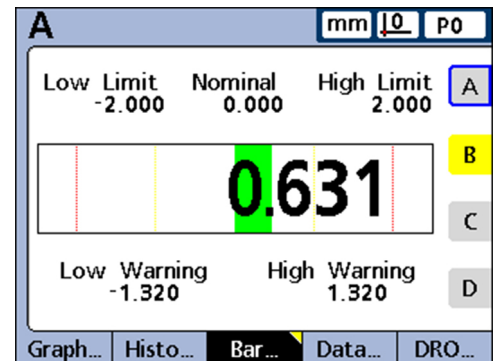 A mm 0 P0
Low Limit Nominal High Limit A
-2.000 0.000 2.000
B
0.631
C
Low Warning High Warning
-1.320 1.320 D
Graph... Histo... Bar... Data... DRO...